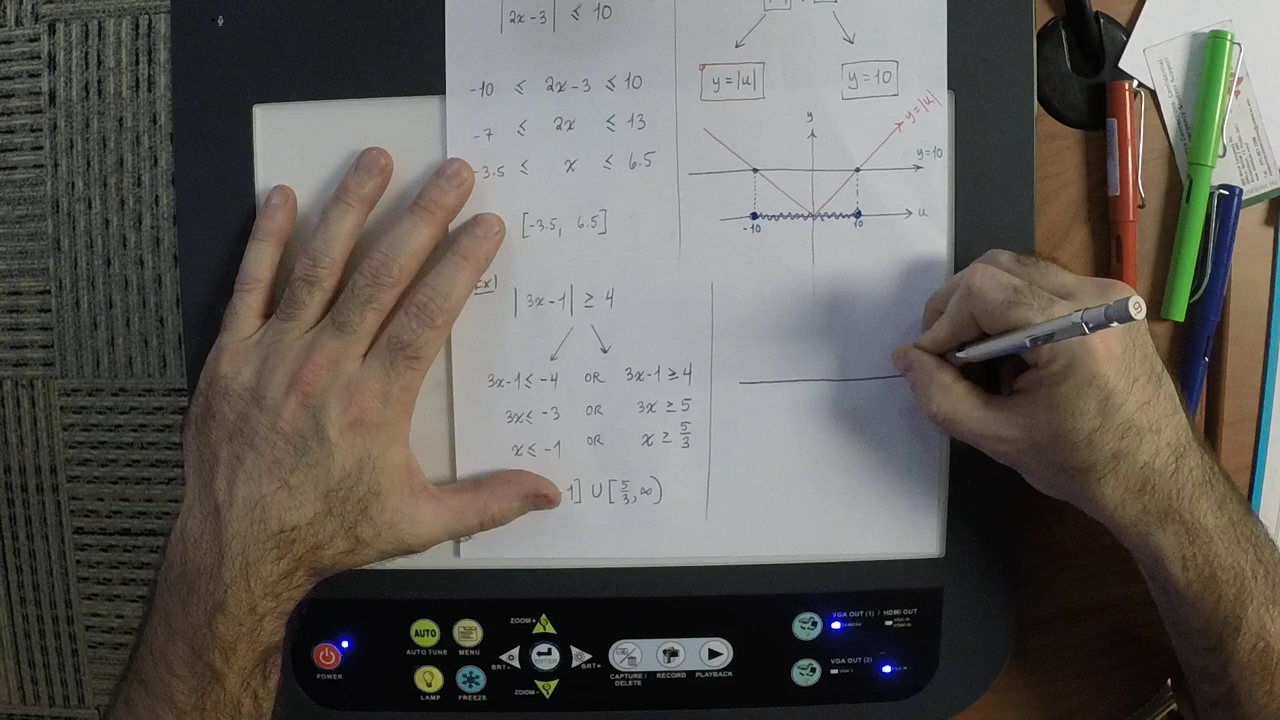 |2x-3| ≤ 10
-10 ≤ 2x-3 ≤ 10
-7 ≤ 2x ≤ 13
-3.5 ≤ x ≤ 6.5
[-3.5, 6.5]
y=|u|
y=10
y
y=|u|
y=10
u
-10
10
Ex
|3x-1| ≥ 4
3x-1 ≤ -4 OR 3x-1 ≥ 4
3x ≤ -3 OR 3x ≥ 5
x ≤ -1 OR x ≥ 5/3
1] ∪ [5/3, ∞)
POWER
AUTO
AUTO TUNE
MENU
LAMP
FREEZE
ZOOM+
BRT-
ENTER
BRT+
ZOOM-
CAPTURE / DELETE
RECORD
PLAYBACK
VGA OUT (1) / HDMI OUT
VGA OUT (2)